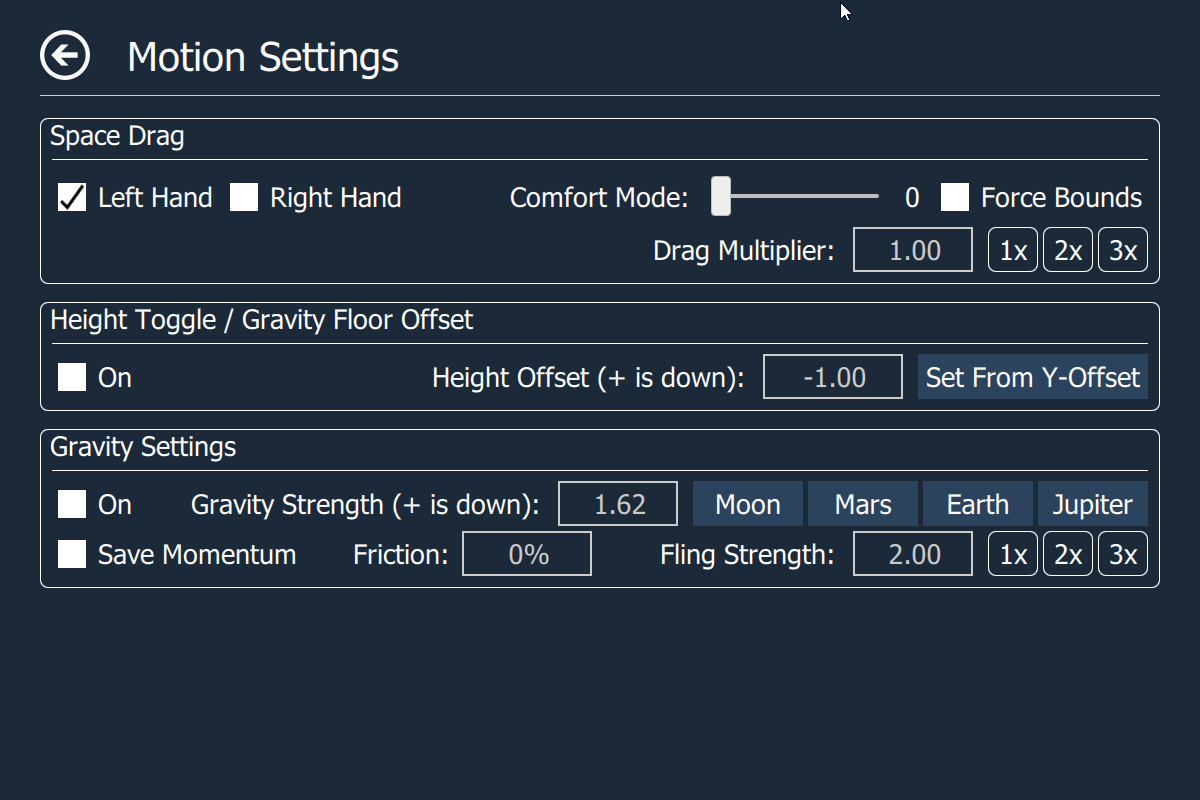 Motion Settings
Space Drag
Left Hand Right Hand Comfort Mode: 0 Force Bounds
Drag Multiplier: 1.00 1x 2x 3x
Height Toggle / Gravity Floor Offset
On Height Offset (+ is down): -1.00 Set From Y-Offset
Gravity Settings
On Gravity Strength (+ is down): 1.62 Moon Mars Earth Jupiter
Save Momentum Friction: 0% Fling Strength: 2.00 1x 2x 3x